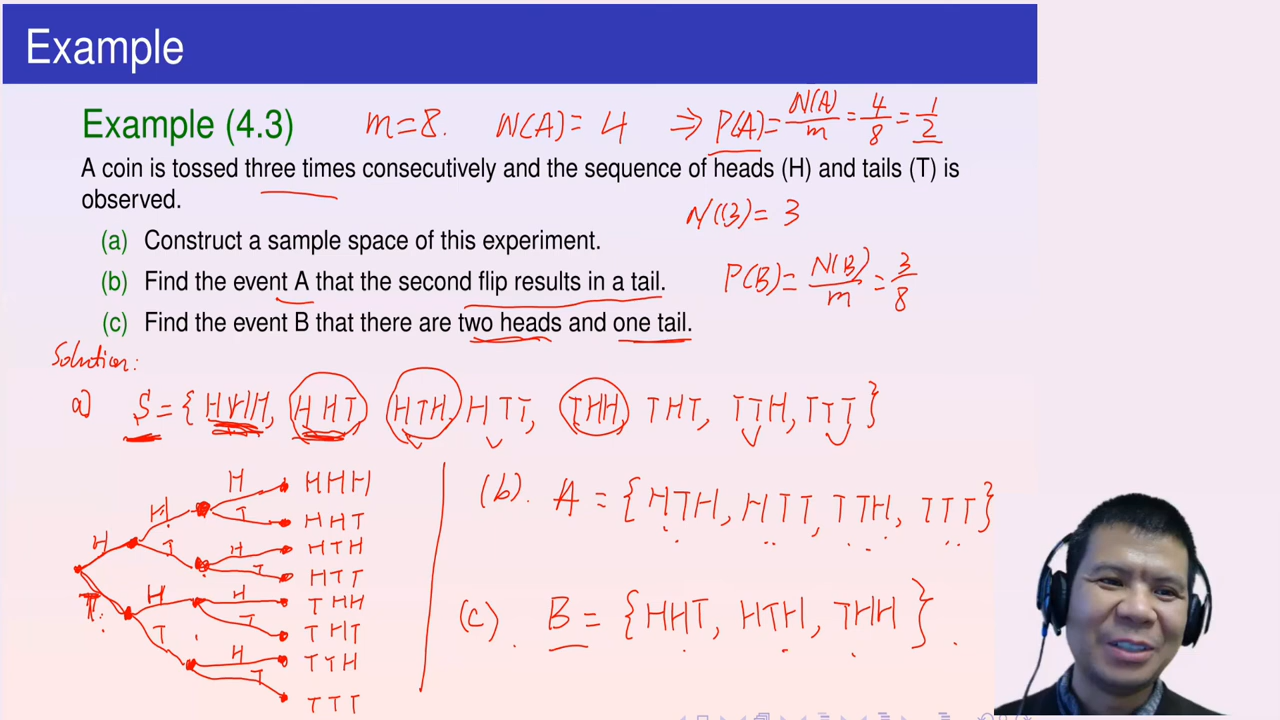 Example
Example (4.3) m=8. N(A) = 4 ⇒ P(A) = N(A)/m = 4/8 = 1/2
A coin is tossed three times consecutively and the sequence of heads (H) and tails (T) is
observed.
N(B) = 3
(a) Construct a sample space of this experiment.
(b) Find the event A that the second flip results in a tail.
P(B) = N(B)/m = 3/8
(c) Find the event B that there are two heads and one tail.
Solution:
a) S = { HHH, HHT, HTH, HTT, THH, THT, TTH, TTT }
H H H T H T H T H T H T H T
HHH
HHT
HTH
HTT
THH
THT
TTH
TTT
(b). A = { HTH, HTT, TTH, TTT }
(c) B = { HHT, HTH, THH }